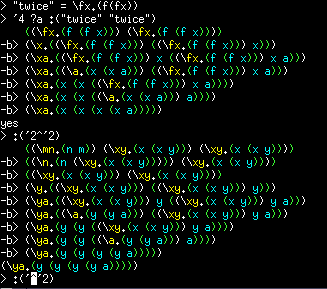 > "twice" = \fx.(f(fx))
> ^4 ?a :("twice" "twice")
((\fx.(f (f x))) (\fx.(f (f x))))
-b> (\x.((\fx.(f (f x))) ((\fx.(f (f x))) x)))
-b> (\xa.((\fx.(f (f x))) x (((\fx.(f (f x))) x) a)))
-b> (\xa.((\a.(x (x a))) ((\fx.(f (f x))) x a)))
-b> (\xa.(x (x ((\fx.(f (f x))) x a))))
-b> (\xa.(x (x ((\a.(x (x a))) a))))
-b> (\xa.(x (x (x (x a)))))
yes
> :(^2^^2)
((\mn.(n m)) (\xy.(x (x y))) (\xy.(x (x y))))
-b> ((\n.(n (\xy.(x (x y))))) (\xy.(x (x y))))
-b> ((\xy.(x (x y))) (\xy.(x (x y))))
-b> (\y.((\xy.(x (x y))) ((\xy.(x (x y))) y)))
-b> (\ya.((\xy.(x (x y))) y ((\xy.(x (x y))) y a)))
-b> (\ya.((\a.(y (y a))) ((\xy.(x (x y))) y a)))
-b> (\ya.(y (y ((\xy.(x (x y))) y a))))
-b> (\ya.(y (y ((\a.(y (y a))) a))))
-b> (\ya.(y (y (y (y a)))))
(\ya.(y (y (y (y a)))))
> :(^^^2)